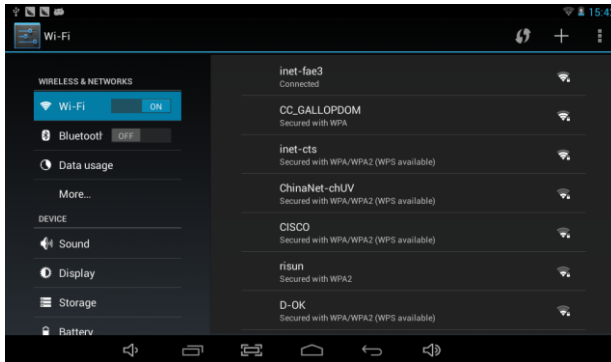 15:42
Wi-Fi
WIRELESS & NETWORKS
Wi-Fi ON
Bluetooth OFF
Data usage
More...
DEVICE
Sound
Display
Storage
Battery
inet-fae3
Connected
CC_GALLOPDOM
Secured with WPA
inet-cts
Secured with WPA/WPA2 (WPS available)
ChinaNet-chUV
Secured with WPA/WPA2 (WPS available)
CISCO
Secured with WPA/WPA2 (WPS available)
risun
Secured with WPA2
D-OK
Secured with WPA/WPA2 (WPS available)